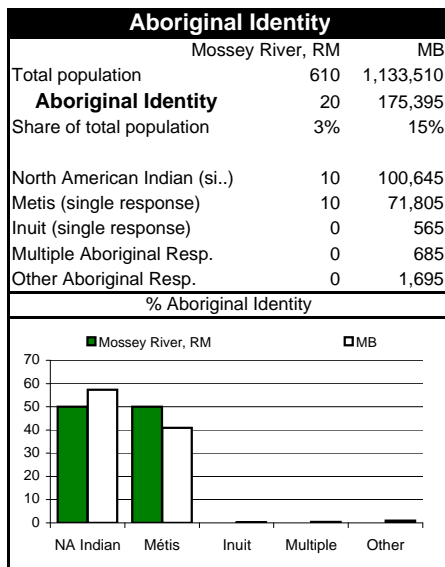 Aboriginal Identity
Mossey River, RM MB
Total population 610 1,133,510
Aboriginal Identity 20 175,395
Share of total population 3% 15%
North American Indian (si..) 10 100,645
Metis (single response) 10 71,805
Inuit (single response) 0 565
Multiple Aboriginal Resp. 0 685
Other Aboriginal Resp. 0 1,695
% Aboriginal Identity
Mossey River, RM MB
70
60
50
40
30
20
10
0
NA Indian Métis Inuit Multiple Other